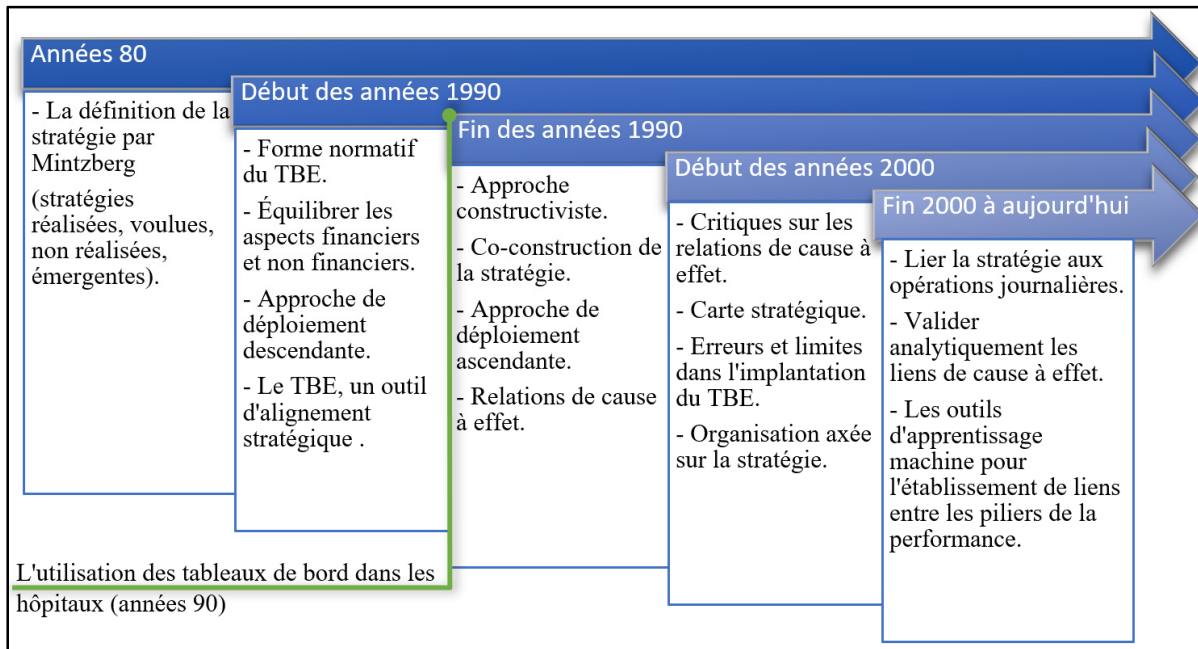 Années 80
- La définition de la
stratégie par
Mintzberg
(stratégies
réalisées, voulues,
non réalisées,
émergentes).
Début des années 1990
- Forme normatif
du TBE.
- Équilibrer les
aspects financiers
et non financiers.
- Approche de
déploiement
descendante.
- Le TBE, un outil
d'alignement
stratégique .
Fin des années 1990
- Approche
constructiviste.
- Co-construction de
la stratégie.
- Approche de
déploiement
ascendante.
- Relations de cause
à effet.
Début des années 2000
- Critiques sur les
relations de cause à
effet.
- Carte stratégique.
- Erreurs et limites
dans l'implantation
du TBE.
- Organisation axée
sur la stratégie.
Fin 2000 à aujourd'hui
- Lier la stratégie aux
opérations journalières.
- Valider
analytiquement les
liens de cause à effet.
- Les outils
d'apprentissage
machine pour
l'établissement de liens
entre les piliers de la
performance.
L'utilisation des tableaux de bord dans les
hôpitaux (années 90)